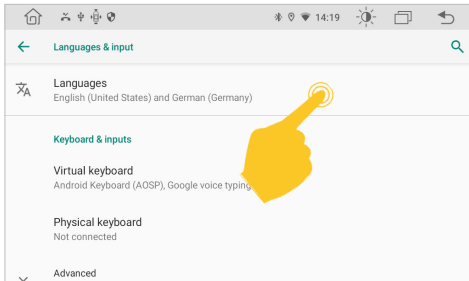 14:19
Languages & input
Languages
English (United States) and German (Germany)
Keyboard & inputs
Virtual keyboard
Android Keyboard (AOSP), Google voice typing
Physical keyboard
Not connected
Advanced